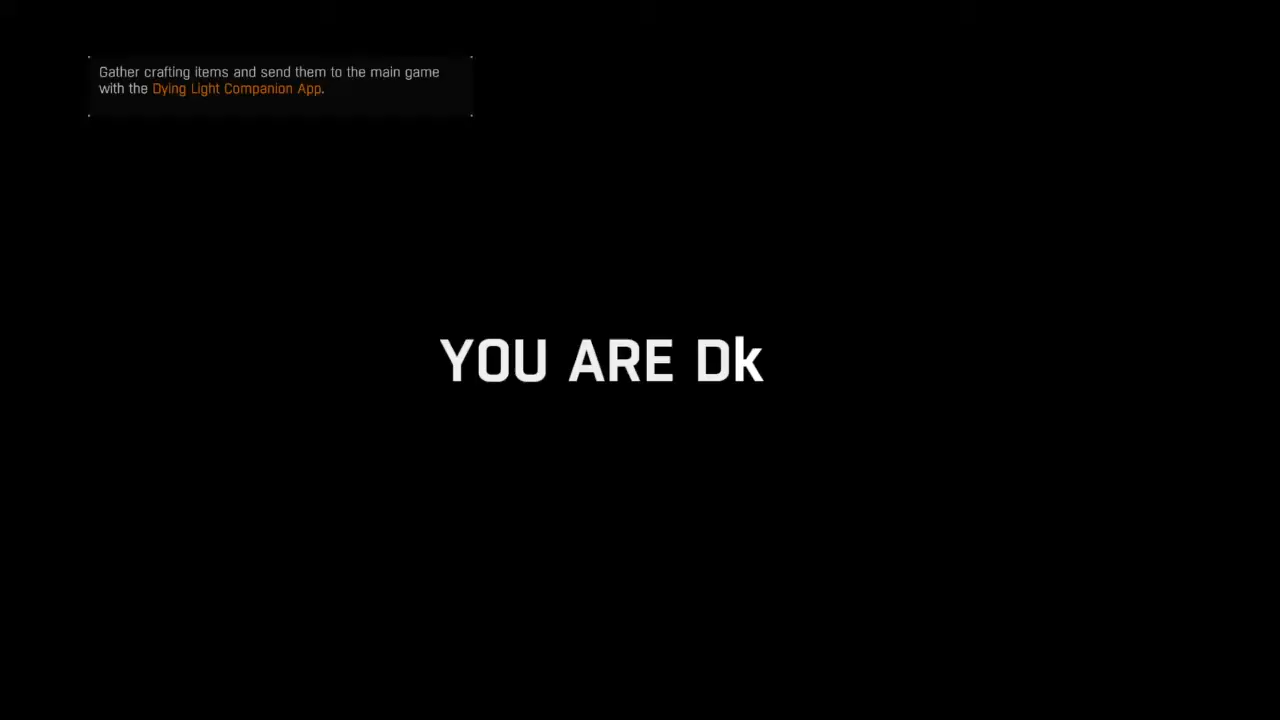 Gather crafting items and send them to the main game
with the Dying Light Companion App.
YOU ARE Dk